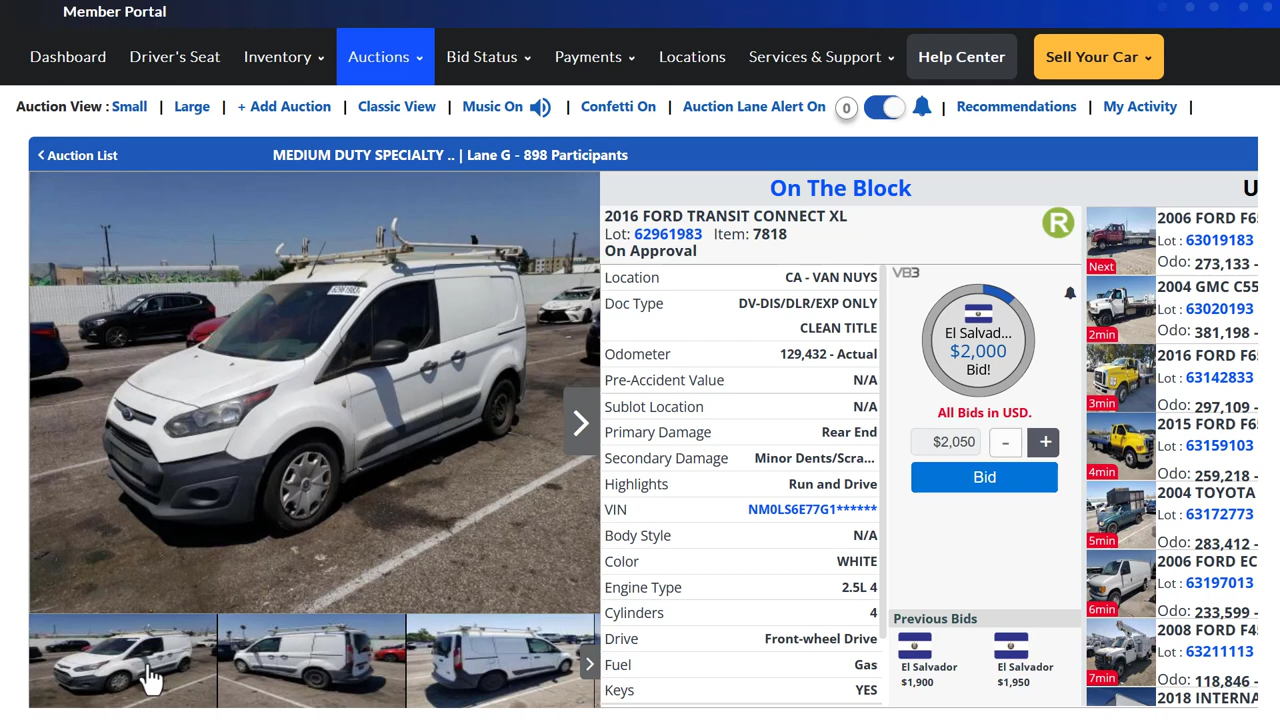 Member Portal
Dashboard Driver's Seat Inventory Auctions Bid Status Payments Locations Services & Support Help Center Sell Your Car
Auction View : Small | Large | + Add Auction | Classic View | Music On | Confetti On | Auction Lane Alert On 0 | Recommendations | My Activity |
Auction List
MEDIUM DUTY SPECIALTY .. | Lane G - 898 Participants
On The Block
2016 FORD TRANSIT CONNECT XL
Lot: 62961983 Item: 7818
On Approval
R
Location CA - VAN NUYS
Doc Type DV-DIS/DLR/EXP ONLY
CLEAN TITLE
Odometer 129,432 - Actual
Pre-Accident Value N/A
Sublot Location N/A
Primary Damage Rear End
Secondary Damage Minor Dents/Scra...
Highlights Run and Drive
VIN NM0LS6E77G1******
Body Style N/A
Color WHITE
Engine Type 2.5L 4
Cylinders 4
Drive Front-wheel Drive
Fuel Gas
Keys YES
VB3
El Salvad...
$2,000
Bid!
All Bids in USD.
$2,050 - +
Bid
Previous Bids
El Salvador El Salvador
$1,900 $1,950
U
2006 FORD F6
Lot : 63019183
Odo: 273,133 -
Next
2004 GMC C55
Lot : 63020193
Odo: 381,198 -
2min
2016 FORD F6
Lot : 63142833
Odo: 297,109 -
3min
2015 FORD F6
Lot : 63159103
Odo: 259,218 -
4min
2004 TOYOTA
Lot : 63172773
Odo: 283,412 -
5min
2006 FORD EC
Lot : 63197013
Odo: 233,599 -
6min
2008 FORD F4
Lot : 63211113
Odo: 118,846 -
7min
2018 INTERNA